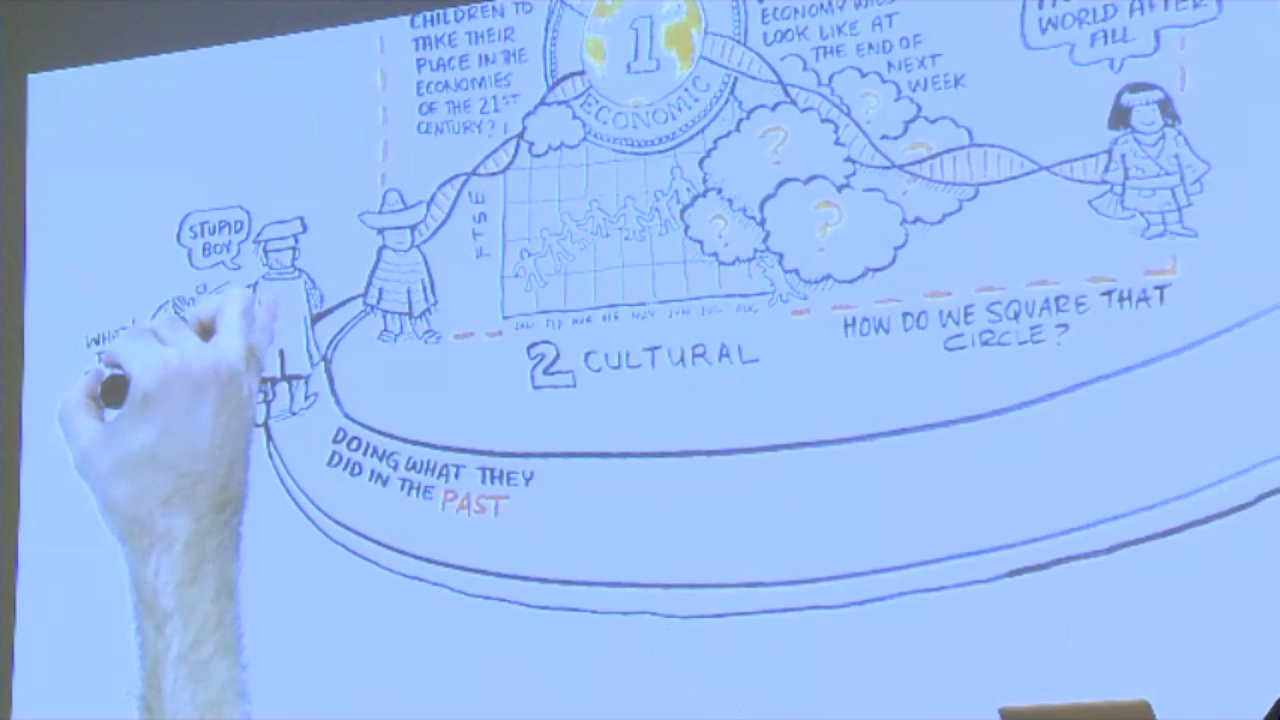 CHILDREN TO
TAKE THEIR
PLACE IN THE
ECONOMIES
OF THE 21ST
CENTURY?
1
ECONOMIC
LOOK LIKE AT
THE END OF
NEXT
WEEK
WORLD AFTER
ALL
STUPID
BOY
FTSE
2 CULTURAL
HOW DO WE SQUARE THAT
CIRCLE?
DOING WHAT THEY
DID IN THE PAST